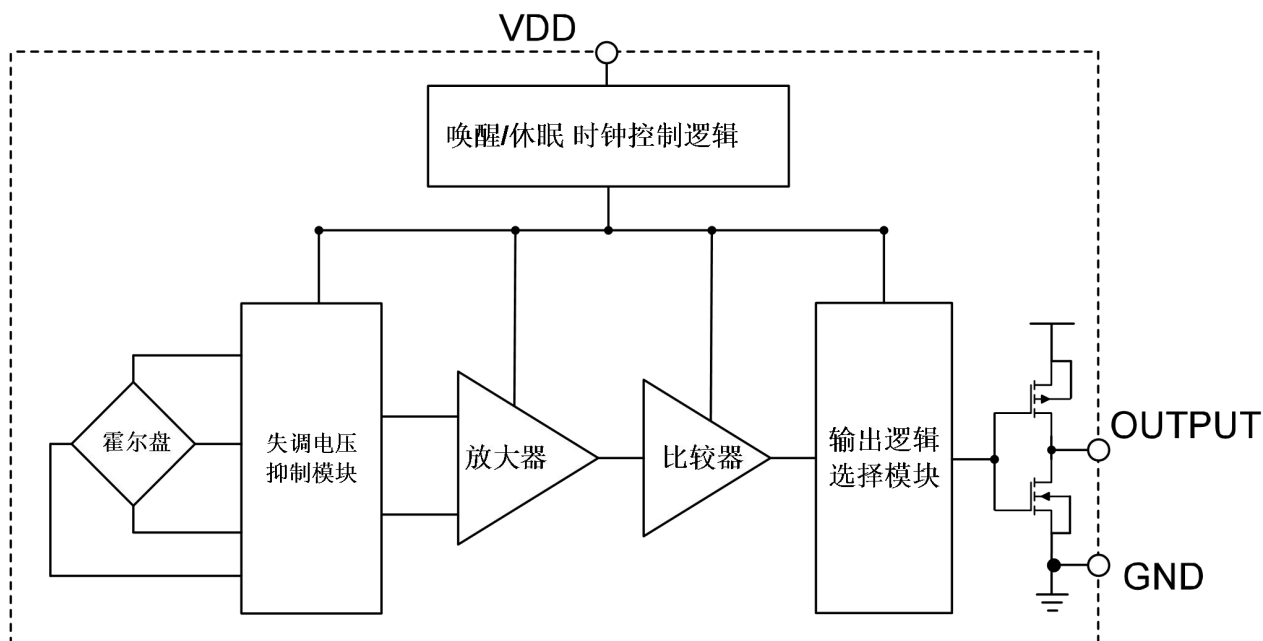 VDD
唤醒/休眠 时钟控制逻辑
霍尔盘
失调电压
抑制模块
放大器
比较器
输出逻辑
选择模块
OUTPUT
GND